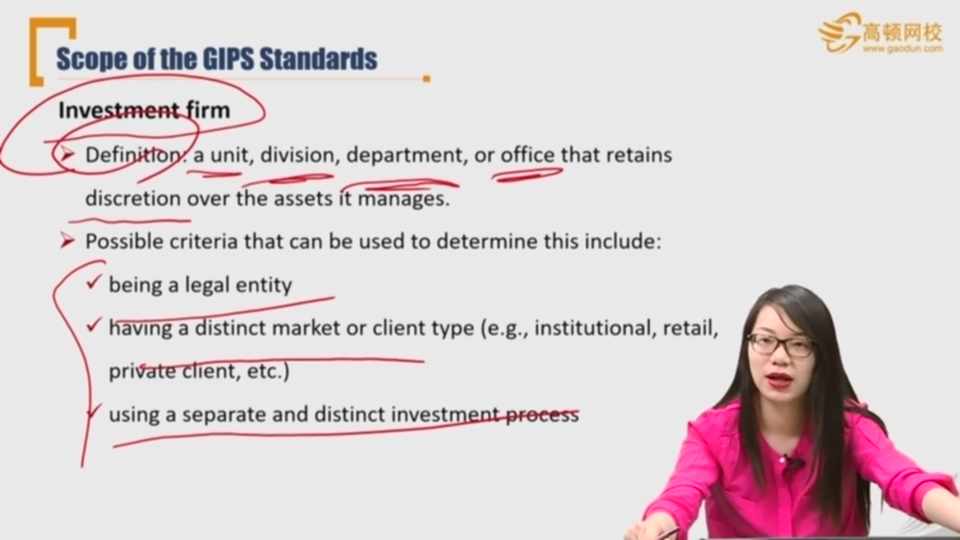 高顿网校
www.gaodun.com
Scope of the GIPS Standards
Investment firm
Definition: a unit, division, department, or office that retains
discretion over the assets it manages.
Possible criteria that can be used to determine this include:
being a legal entity
having a distinct market or client type (e.g., institutional, retail,
private client, etc.)
using a separate and distinct investment process